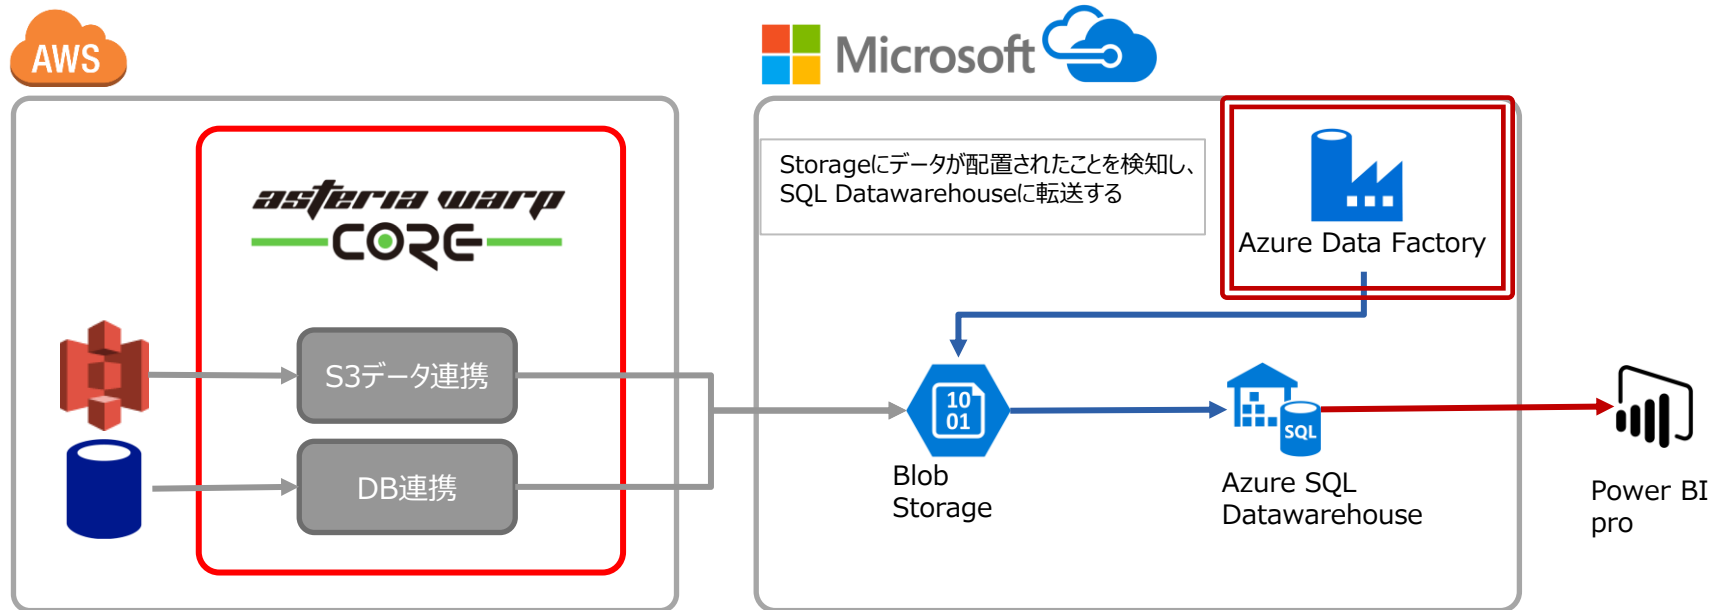 AWS
Microsoft
asteria warp
CORE
Storageにデータが配置されたことを検知し、
SQL Datawarehouseに転送する
Azure Data Factory
S3データ連携
DB連携
10
01
Blob
Storage
SQL
Azure SQL
Datawarehouse
Power BI
pro